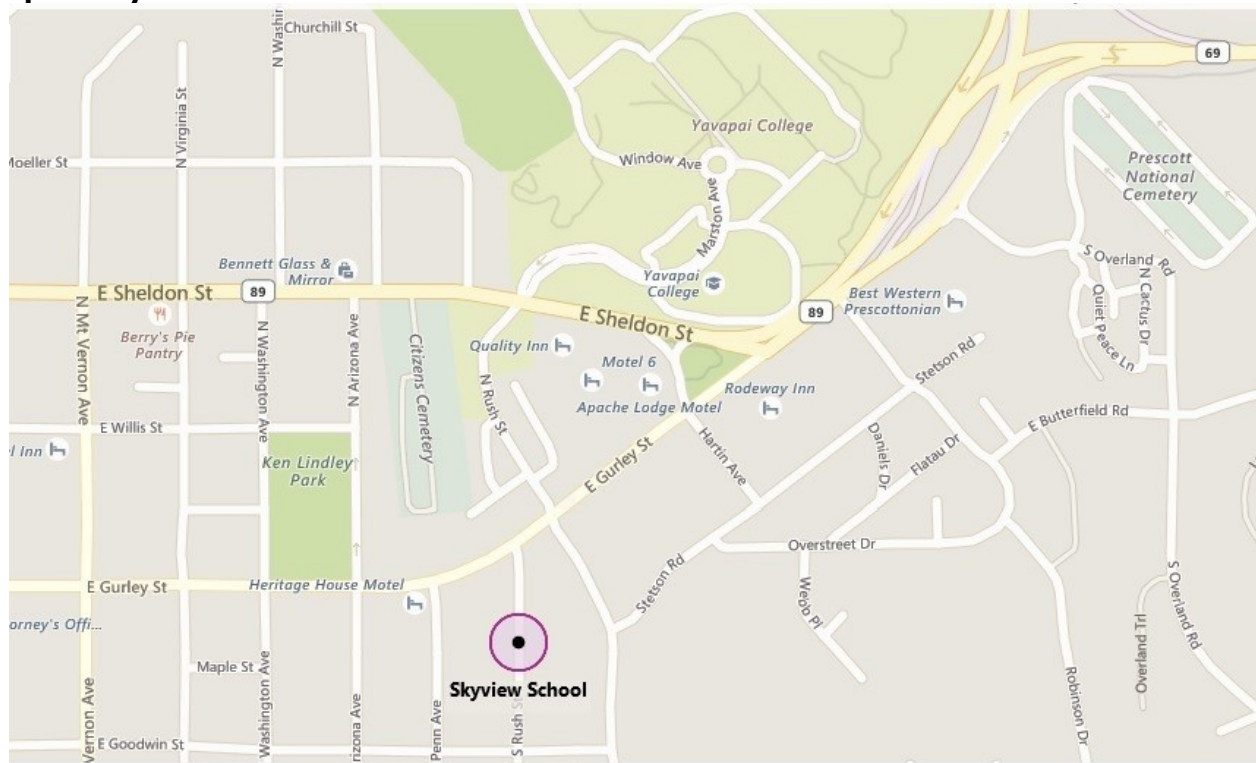 Churchill St
N Washin
69
N Virginia St
Moeller St
Yavapai College
Window Ave
Marston Ave
Prescott
National
Cemetery
S Overland Rd
N Cactus Dr
Quiet Peace Ln
Bennett Glass &
Mirror
Yavapai
College
E Sheldon St
89
E Sheldon St
89
Best Western
Prescottonian
N Mt Vernon Ave
Berry's Pie
Pantry
N Washington Ave
N Arizona Ave
Citizens Cemetery
Quality Inn
Motel 6
Apache Lodge Motel
Rodeway Inn
N Rush St
Stetson Rd
E Butterfield Rd
E Willis St
l Inn
Ken Lindley
Park
E Gurley St
Hartin Ave
Daniels Dr
Flatau Dr
Overstreet Dr
E Gurley St
Heritage House Motel
Stetson Rd
Webb Pl
S Overland Rd
Overland Trl
orney's Offi...
Maple St
Skyview School
Robinson Dr
Vernon Ave
Washington Ave
rizona Ave
Penn Ave
S Rush S
E Goodwin St